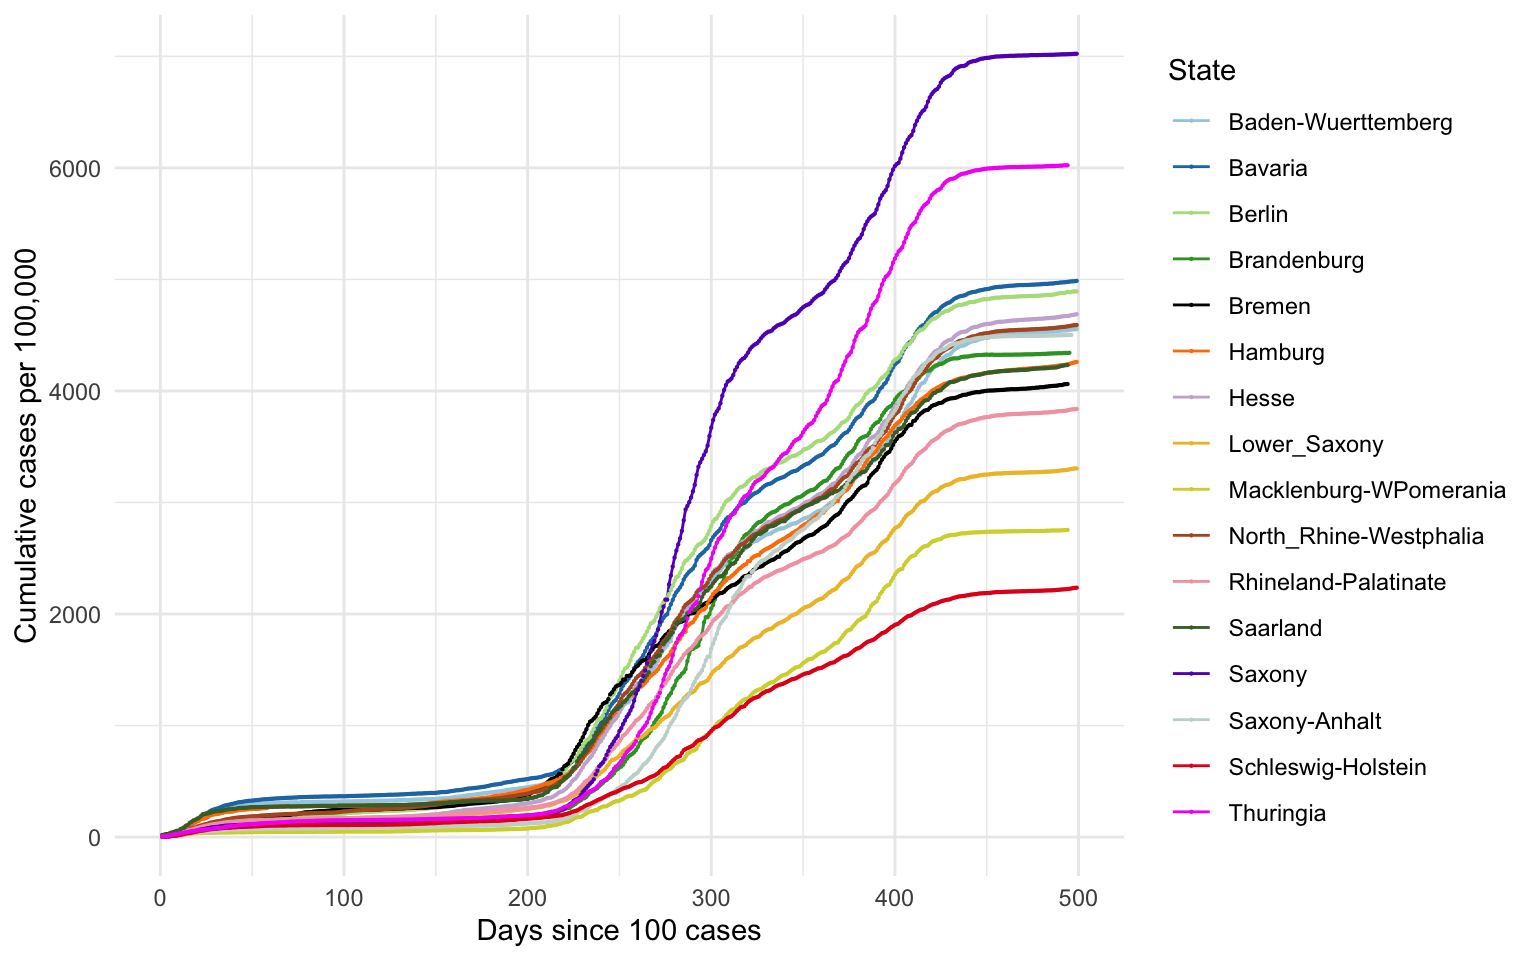 State
Baden-Wuerttemberg
Bavaria
Berlin
Brandenburg
Bremen
Hamburg
Hesse
Lower_Saxony
Macklenburg-WPomerania
North_Rhine-Westphalia
Rhineland-Palatinate
Saarland
Saxony
Saxony-Anhalt
Schleswig-Holstein
Thuringia
Cumulative cases per 100,000
6000
4000
2000
0
0 100 200 300 400 500
Days since 100 cases